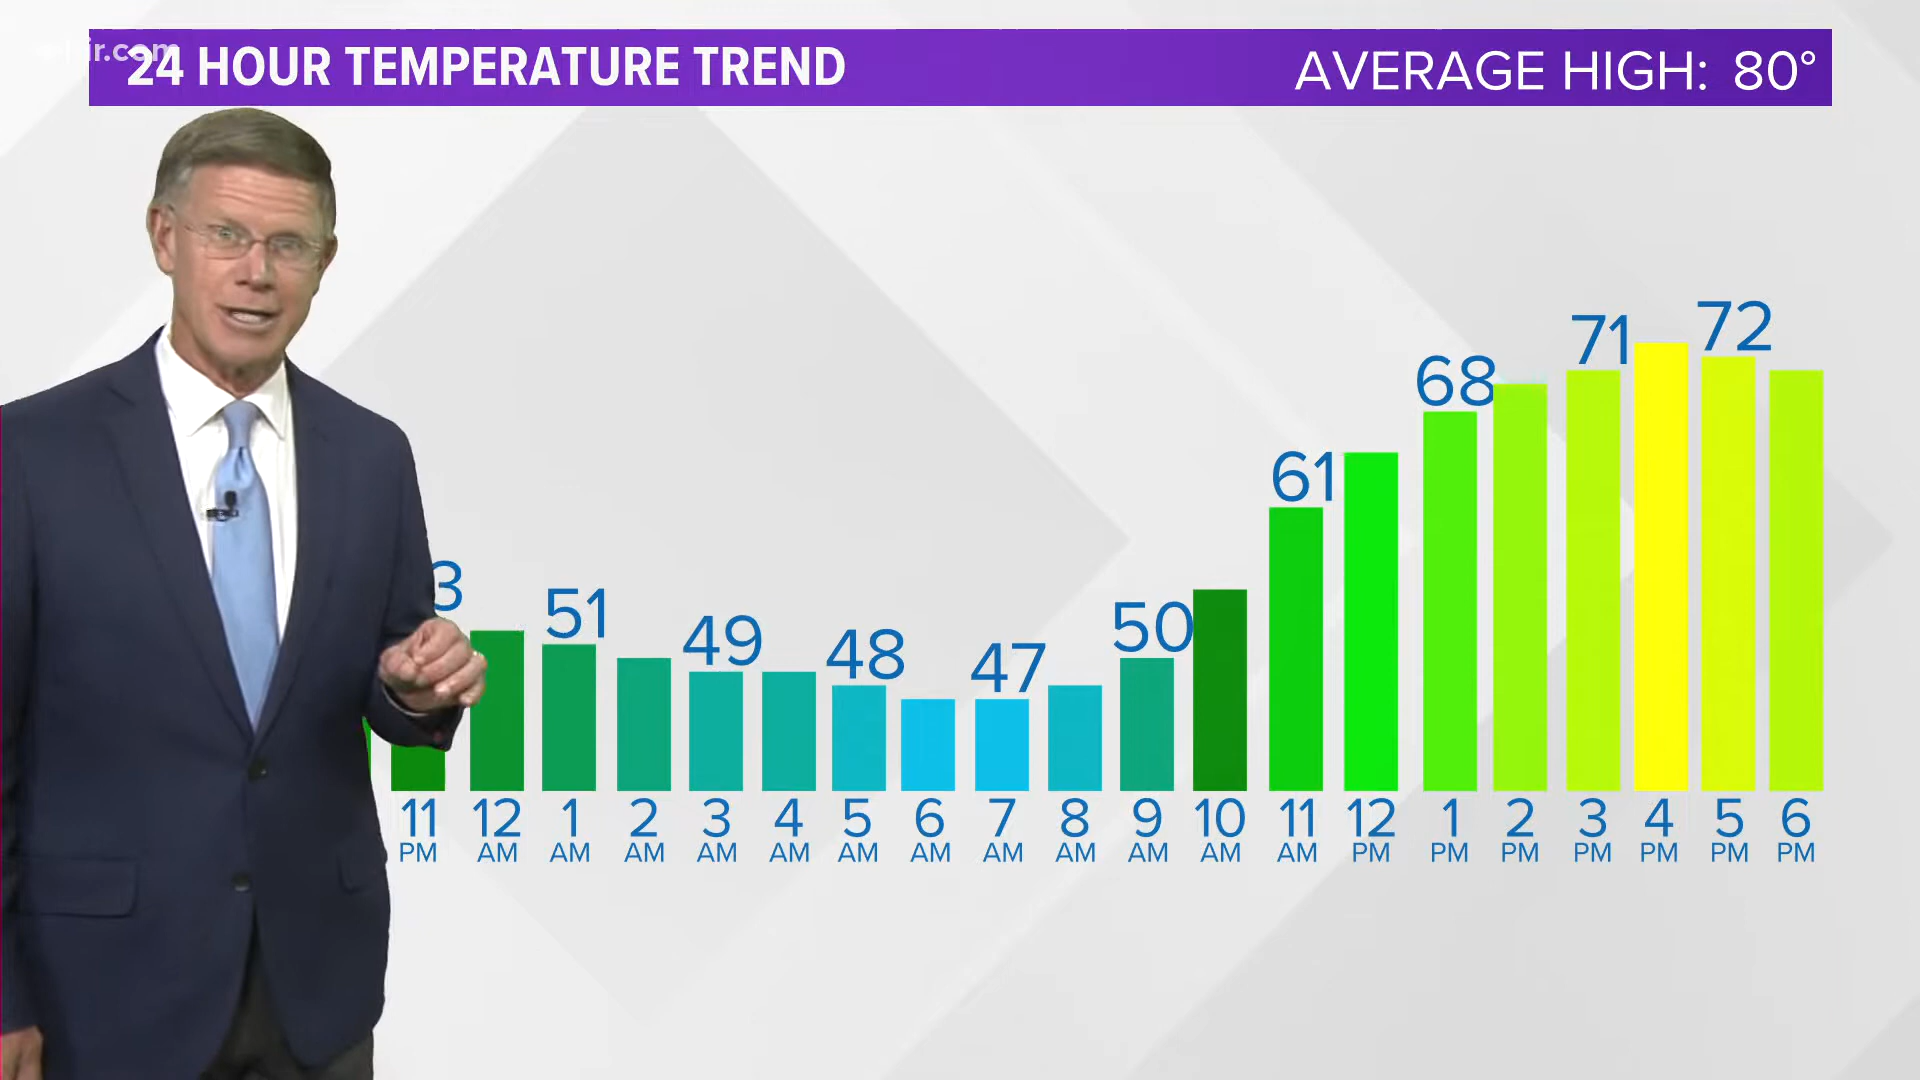 24 HOUR TEMPERATURE TREND
AVERAGE HIGH: 80°
72
71
68
61
3
51
50
49
48
47
11 12 1 2 3 4 5 6 7 8 9 10 11 12 1 2 3 4 5 6
PM AM AM AM AM AM AM AM AM AM AM AM AM PM PM PM PM PM PM PM